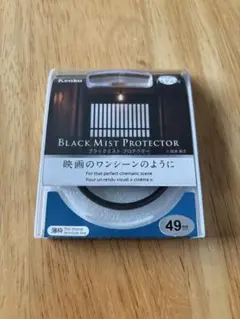 Kenko
BLACK MIST PROTECTOR
ブラックミスト プロテクター
映画のワンシーンのように
For that perfect cinematic scene
Pour un rendu visuel « cinéma »
薄枠
49mm